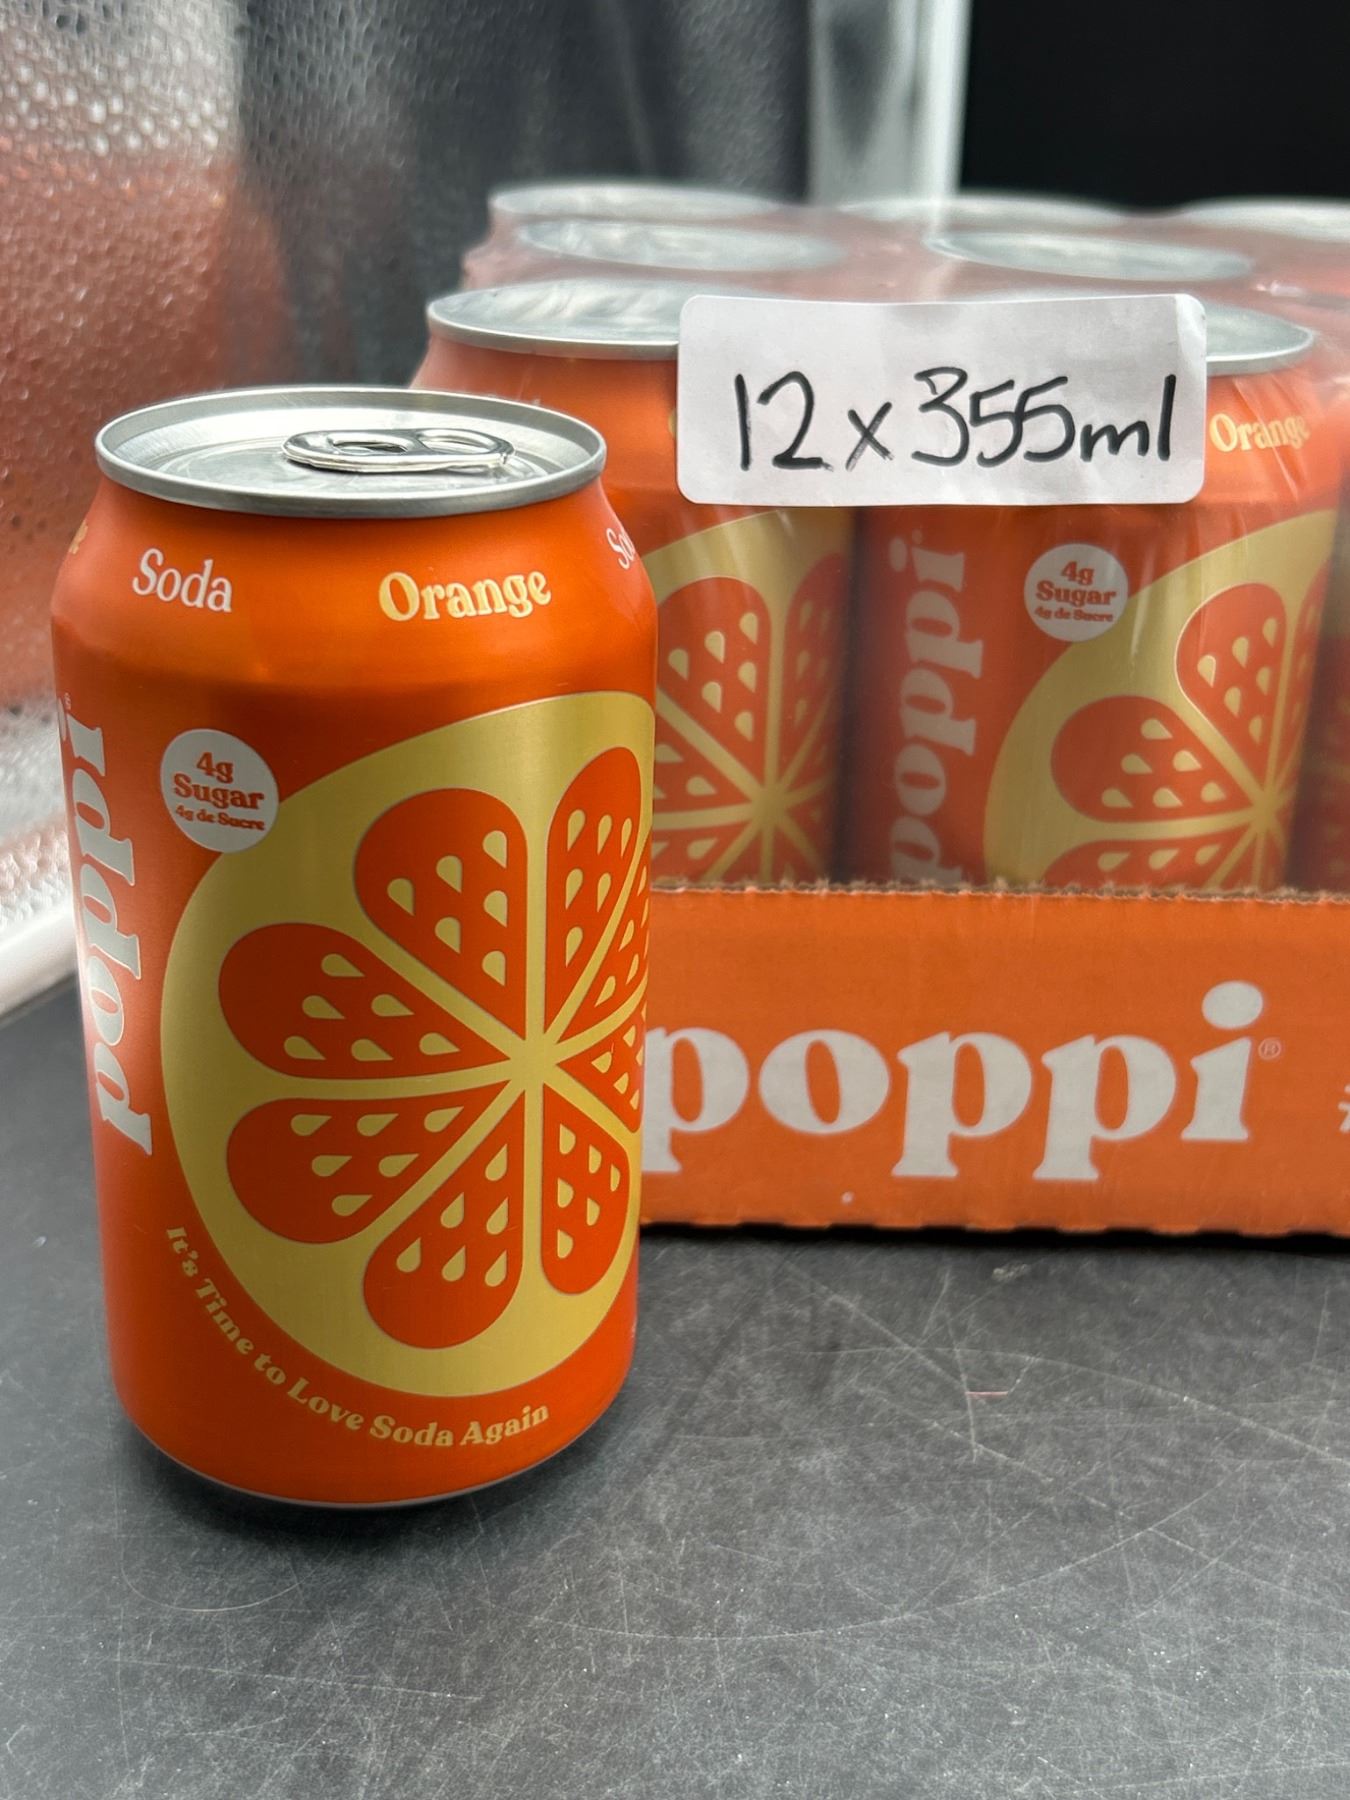 12 x 355ml
Soda
Orange
So
poppi
4g
Sugar
4g de Sucre
It's Time to Love Soda Again
Orange
poppi
4g
Sugar
4g de Sucre
poppi®